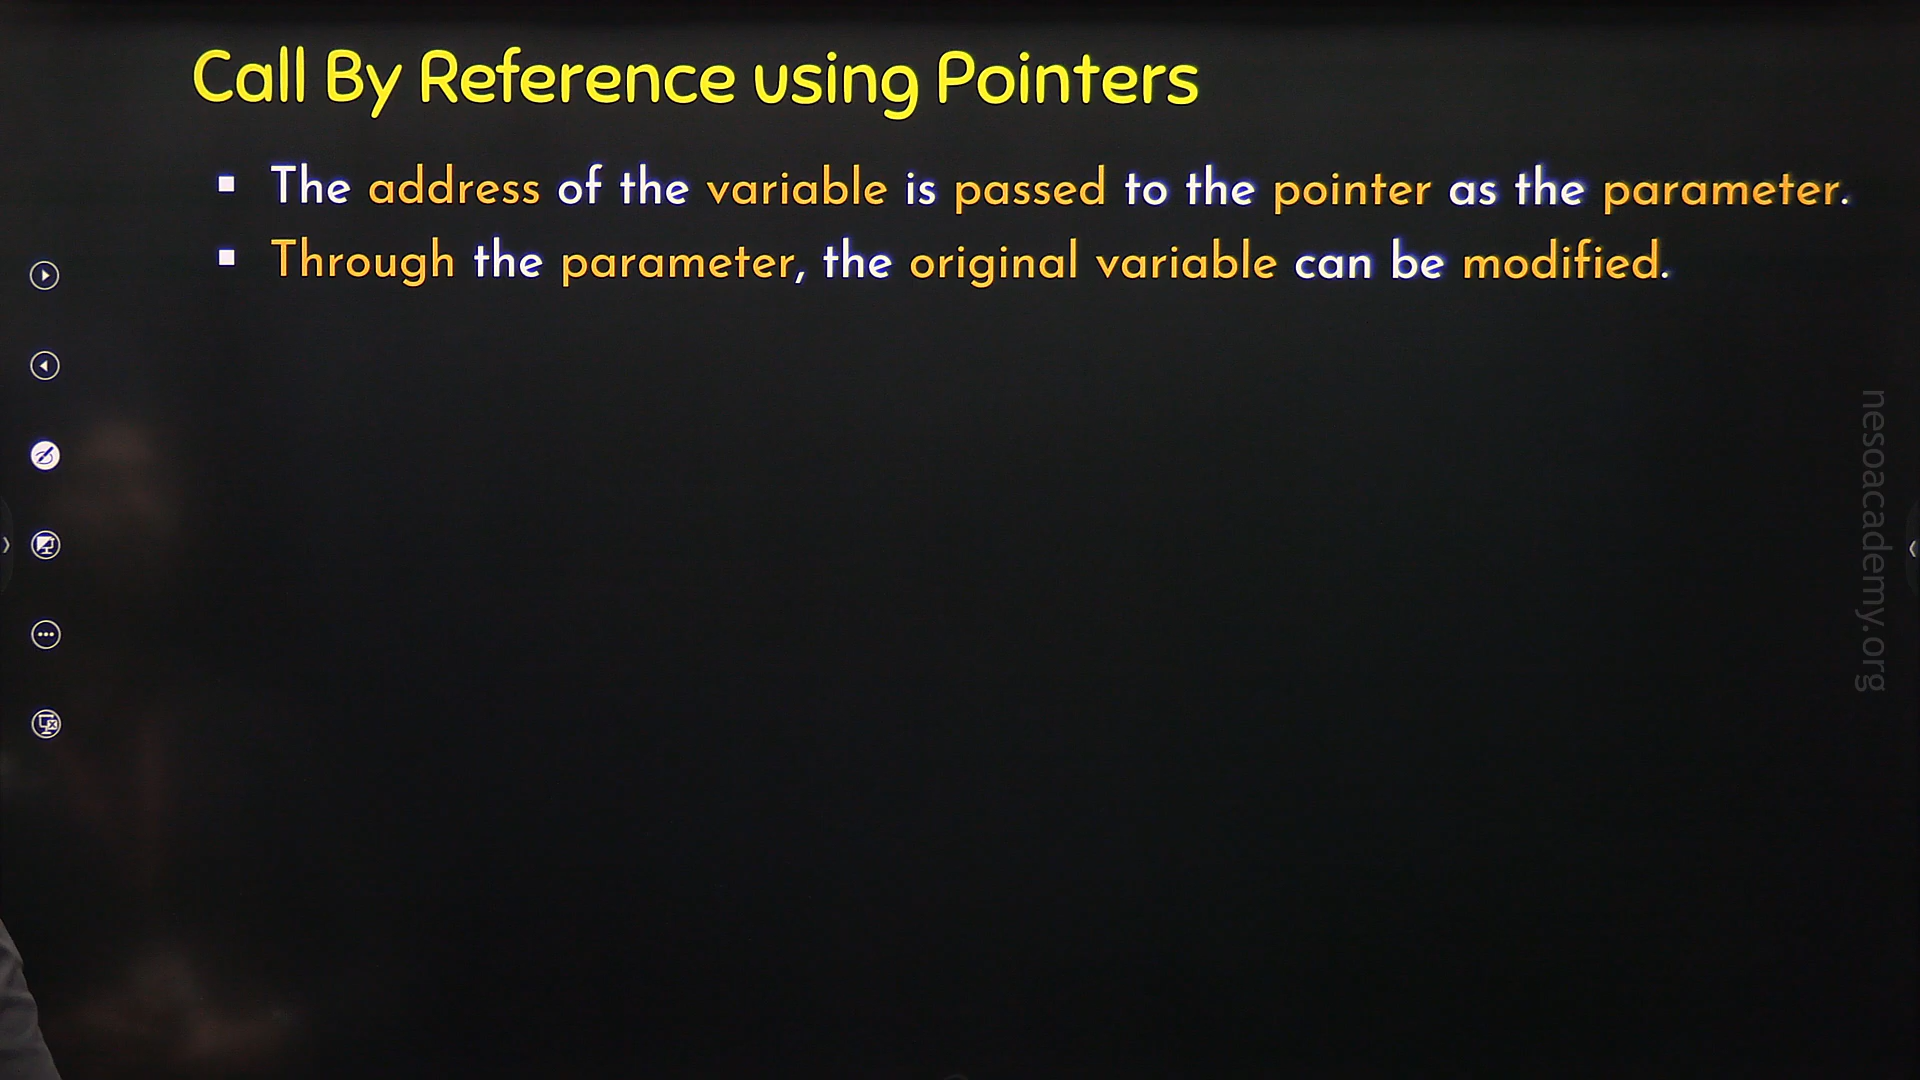 Call By Reference using Pointers
▪ The address of the variable is passed to the pointer as the parameter.
▪ Through the parameter, the original variable can be modified.
nesoacademy.org